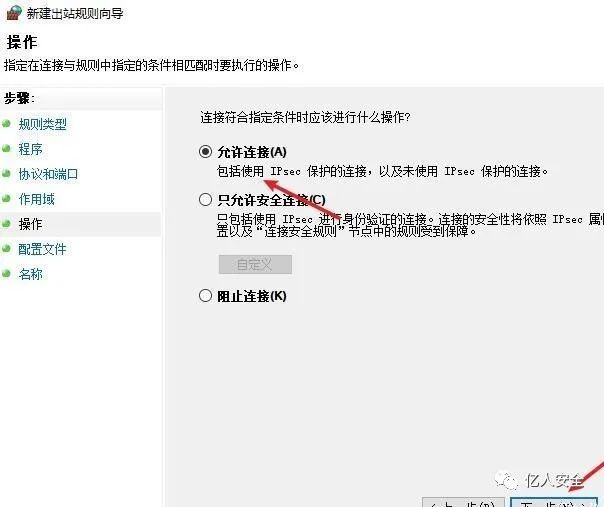 新建出站规则向导
操作
指定在连接与规则中指定的条件相匹配时要执行的操作。
步骤:
规则类型
程序
协议和端口
作用域
操作
配置文件
名称
连接符合指定条件时应该进行什么操作?
允许连接(A)
包括使用 IPsec 保护的连接，以及未使用 IPsec 保护的连接。
只允许安全连接(C)
只包括使用 IPsec 进行身份验证的连接。连接的安全性将依照 IPsec 属
置以及“连接安全规则”节点中的规则受到保障。
自定义
阻止连接(K)
亿人安全